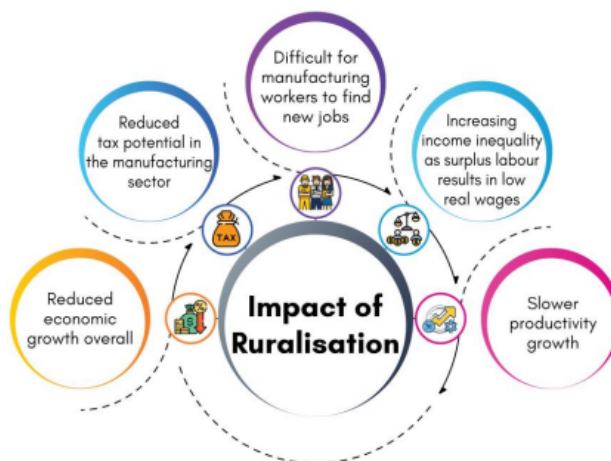 Difficult for
manufacturing
workers to find
new jobs
Reduced
tax potential in
the manufacturing
sector
Increasing
income inequality
as surplus labour
results in low
real wages
TAX
Reduced
economic
growth overall
Impact of
Ruralisation
Slower
productivity
growth